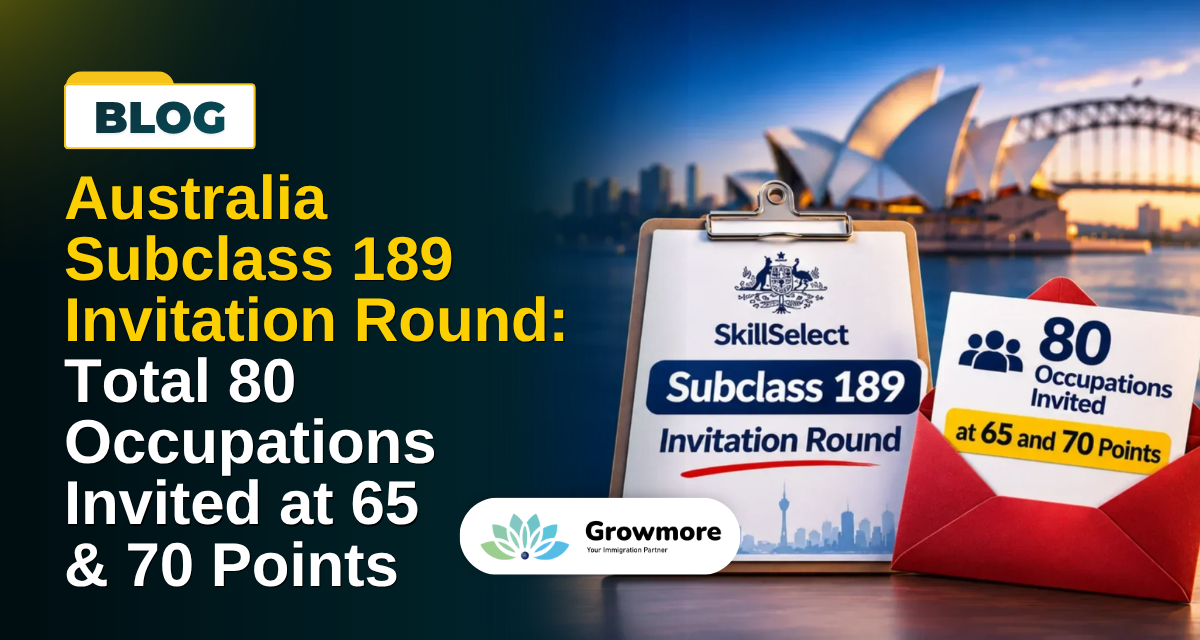 BLOG
Australia
Subclass 189
Invitation Round:
Total 80
Occupations
Invited at 65
& 70 Points
SkillSelect
Subclass 189
Invitation Round
80
Occupations
Invited
at 65 and 70 Points
Growmore
Your Immigration Partner